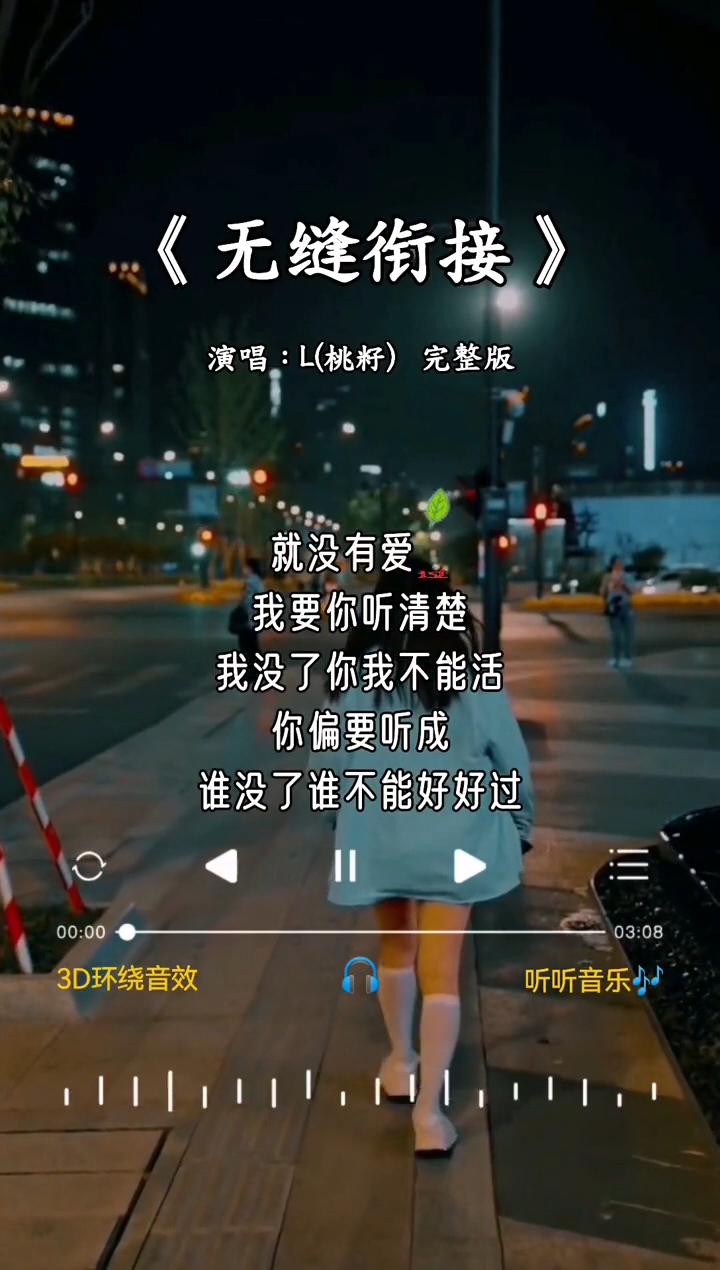 《无缝衔接》
演唱：L(桃籽) 完整版
就没有爱
我要你听清楚
我没了你我不能活
你偏要听成
谁没了谁不能好好过
00:00 03:08
3D环绕音效 听听音乐